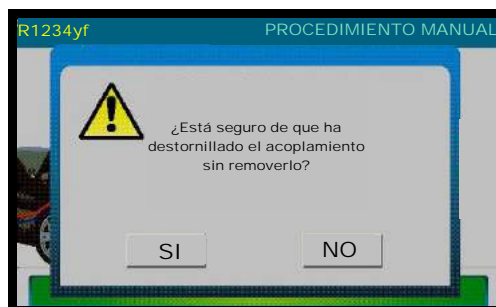 R1234yf PROCEDIMIENTO MANUAL
¿Está seguro de que ha
destornillado el acoplamiento
sin removerlo?
SI NO